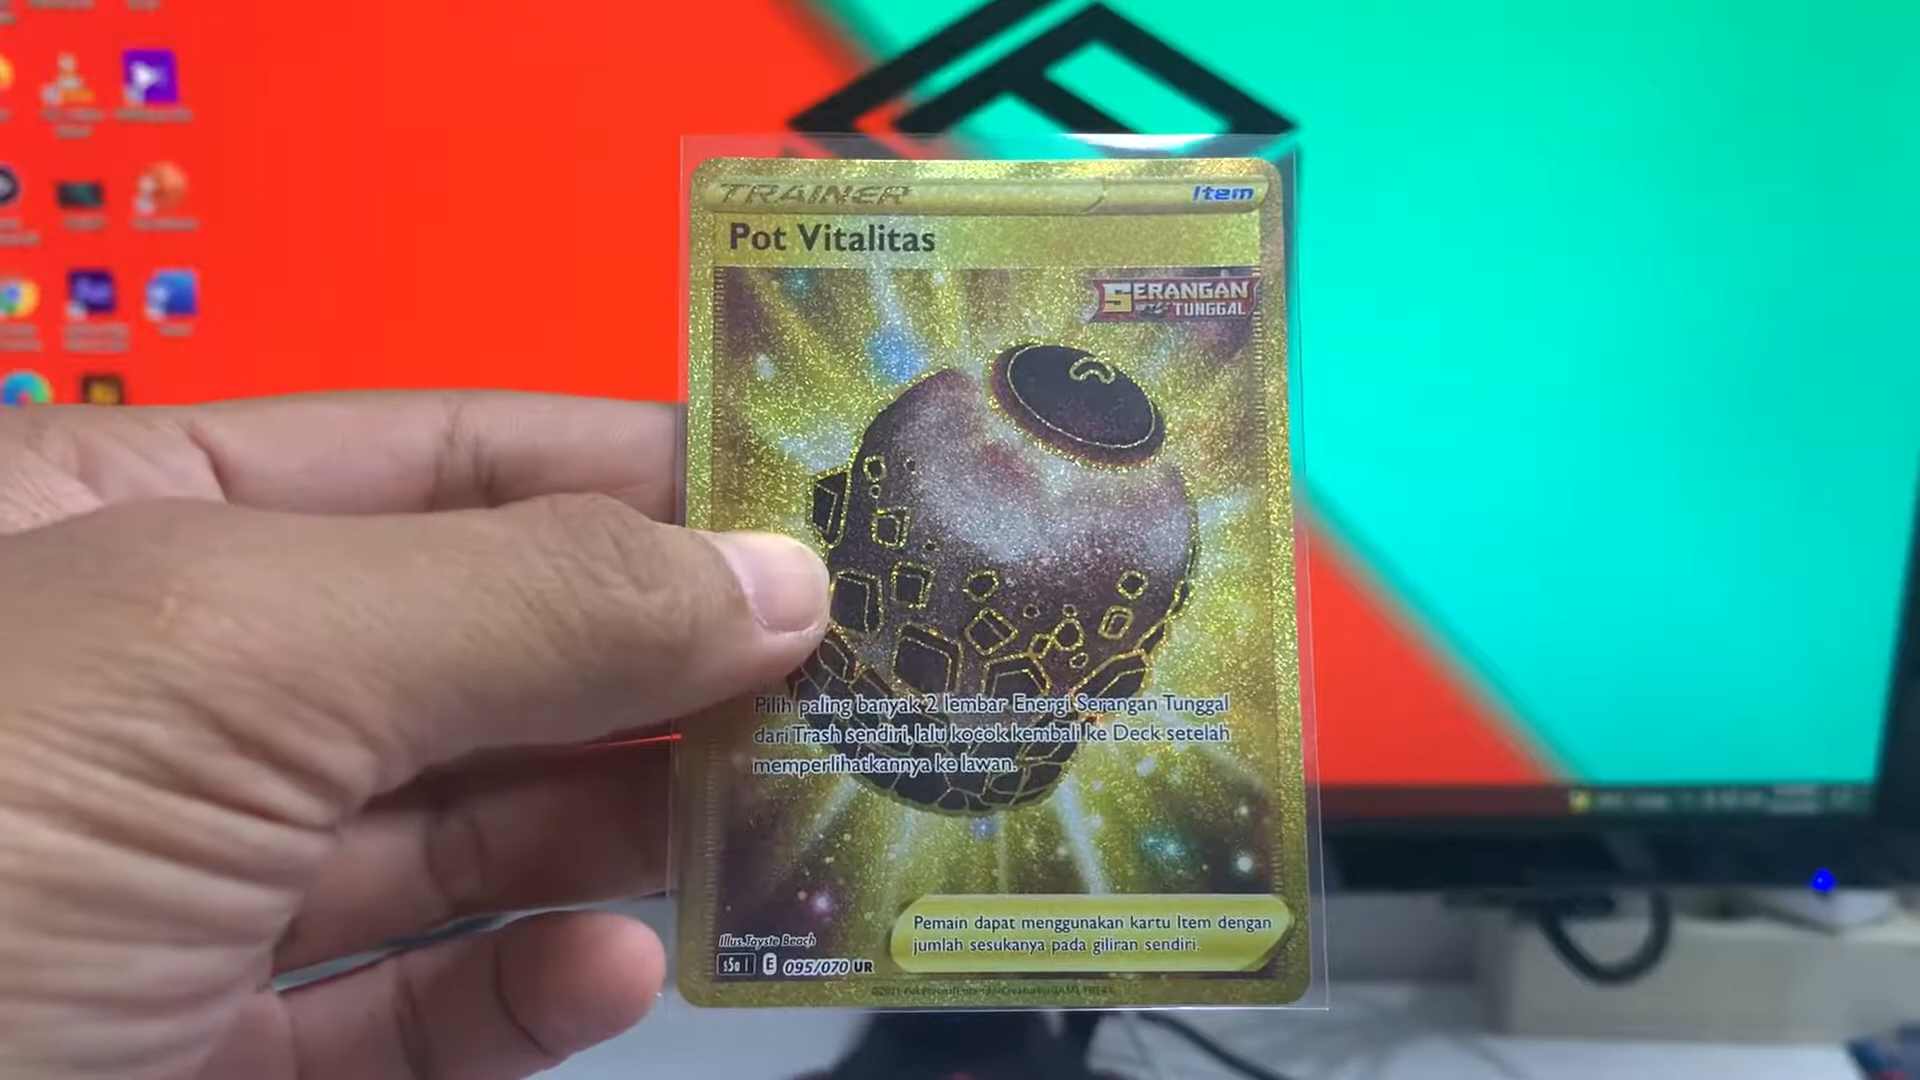 TRAINER
Item
Pot Vitalitas
SERANGAN
TUNGGAL
Pilih paling banyak 2 lembar Energi Serangan Tunggal
dari Trash sendiri, lalu kocok kembali ke Deck setelah
memperlihatkannya ke lawan.
Pemain dapat menggunakan kartu Item dengan
jumlah sesukanya pada giliran sendiri.
Illus. Tayste Beach
s5a I E 095/070 UR